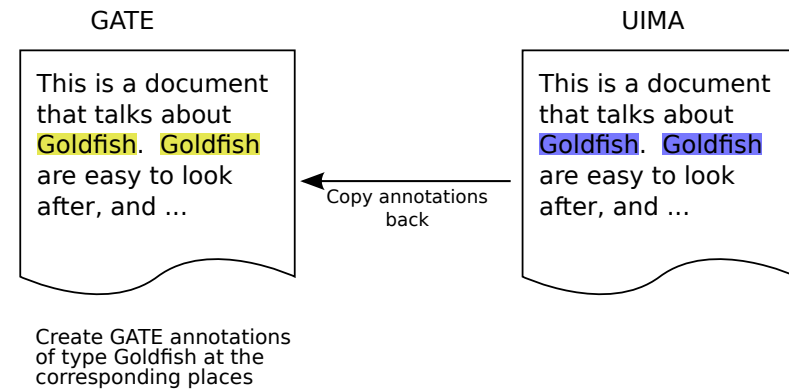 GATE
This is a document
that talks about
Goldfish.  Goldfish
are easy to look
after, and ...
Create GATE annotations
of type Goldfish at the
corresponding places
Copy annotations
back
UIMA
This is a document
that talks about
Goldfish.  Goldfish
are easy to look
after, and ...